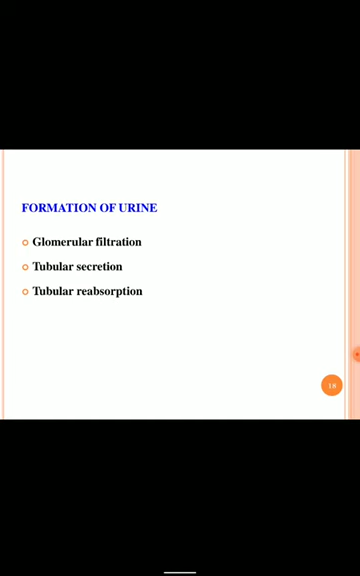 FORMATION OF URINE
Glomerular filtration
Tubular secretion
Tubular reabsorption
18